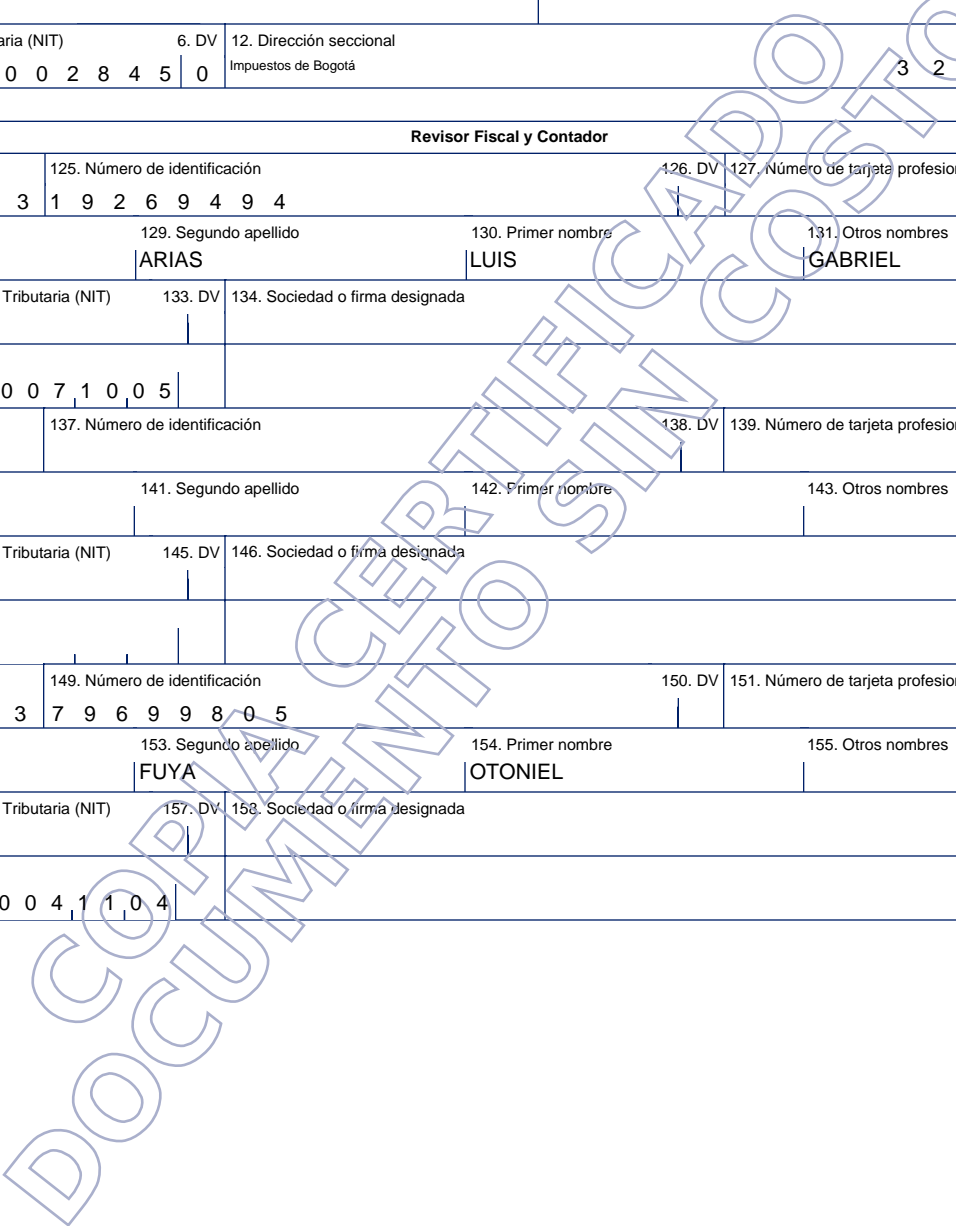 aria (NIT) 6. DV 12. Dirección seccional
0 0 2 8 4 5 0 Impuestos de Bogotá 3 2
Revisor Fiscal y Contador
125. Número de identificación 126. DV 127. Número de tarjeta profesion
3 1 9 2 6 9 4 9 4
129. Segundo apellido 130. Primer nombre 131. Otros nombres
ARIAS LUIS GABRIEL
Tributaria (NIT) 133. DV 134. Sociedad o firma designada
0 0 7 1 0 0 5
137. Número de identificación 138. DV 139. Número de tarjeta profesion
141. Segundo apellido 142. Primer nombre 143. Otros nombres
Tributaria (NIT) 145. DV 146. Sociedad o firma designada
149. Número de identificación 150. DV 151. Número de tarjeta profesion
3 7 9 6 9 9 8 0 5
153. Segundo apellido 154. Primer nombre 155. Otros nombres
FUYA OTONIEL
Tributaria (NIT) 157. DV 158. Sociedad o firma designada
0 0 4 1 1 0 4
COPIA CERTIFICADO
DOCUMENTO SIN COSTO